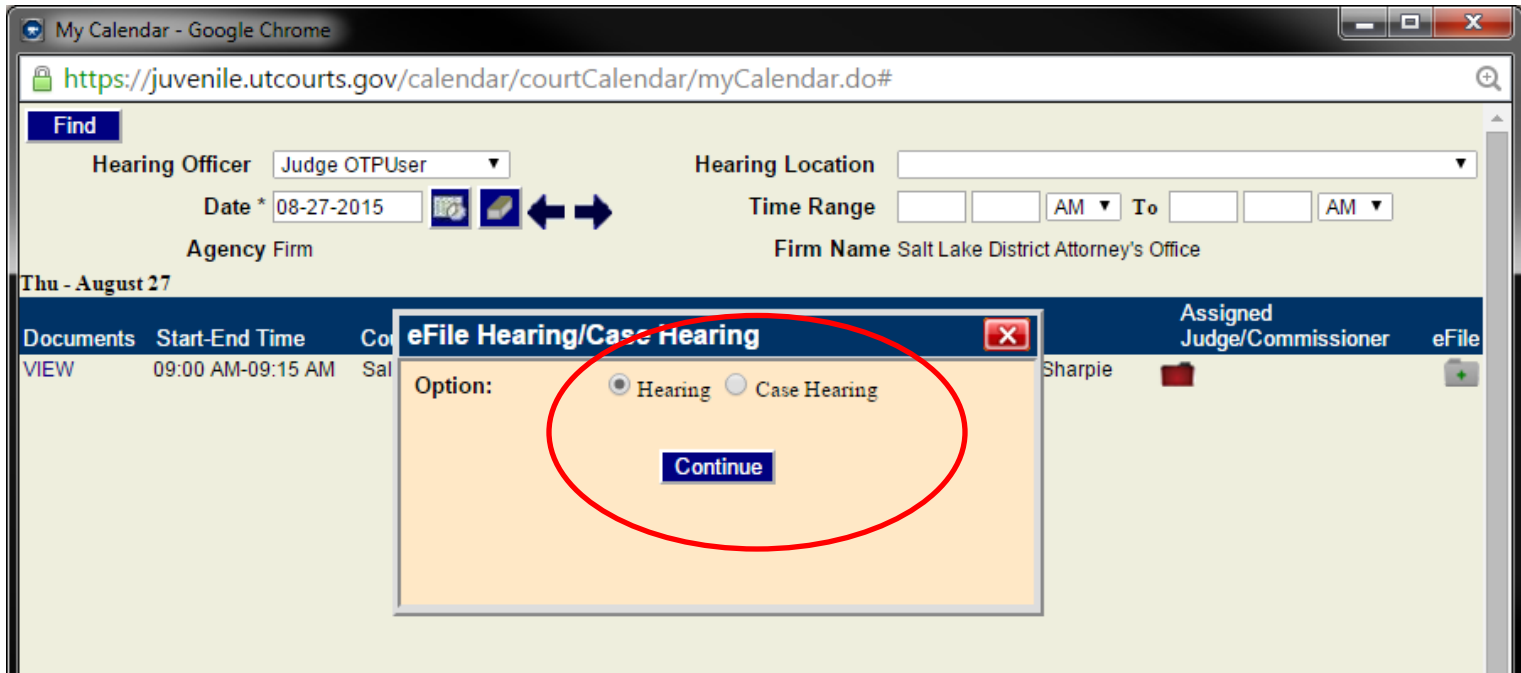 My Calendar - Google Chrome
https://juvenile.utcourts.gov/calendar/courtCalendar/myCalendar.do#
Find
Hearing Officer Judge OTPUser Hearing Location
Date * 08-27-2015 Time Range AM To AM
Agency Firm Firm Name Salt Lake District Attorney's Office
Thu - August 27
Documents Start-End Time Assigned Judge/Commissioner eFile
VIEW 09:00 AM-09:15 AM Sal Sharpie
eFile Hearing/Case Hearing X
Option: Hearing Case Hearing
Continue